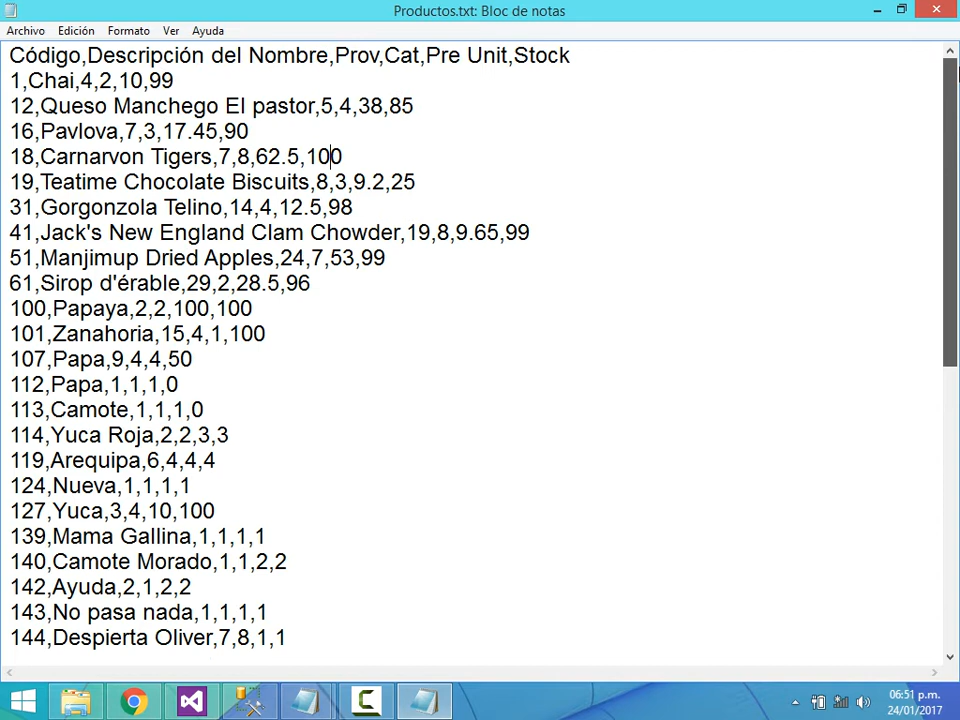 Productos.txt: Bloc de notas
Archivo Edición Formato Ver Ayuda
Código,Descripción del Nombre,Prov,Cat,Pre Unit,Stock
1,Chai,4,2,10,99
12,Queso Manchego El pastor,5,4,38,85
16,Pavlova,7,3,17.45,90
18,Carnarvon Tigers,7,8,62.5,100
19,Teatime Chocolate Biscuits,8,3,9.2,25
31,Gorgonzola Telino,14,4,12.5,98
41,Jack's New England Clam Chowder,19,8,9.65,99
51,Manjimup Dried Apples,24,7,53,99
61,Sirop d'érable,29,2,28.5,96
100,Papaya,2,2,100,100
101,Zanahoria,15,4,1,100
107,Papa,9,4,4,50
112,Papa,1,1,1,0
113,Camote,1,1,1,0
114,Yuca Roja,2,2,3,3
119,Arequipa,6,4,4,4
124,Nueva,1,1,1,1
127,Yuca,3,4,10,100
139,Mama Gallina,1,1,1,1
140,Camote Morado,1,1,2,2
142,Ayuda,2,1,2,2
143,No pasa nada,1,1,1,1
144,Despierta Oliver,7,8,1,1
06:51 p.m.
24/01/2017